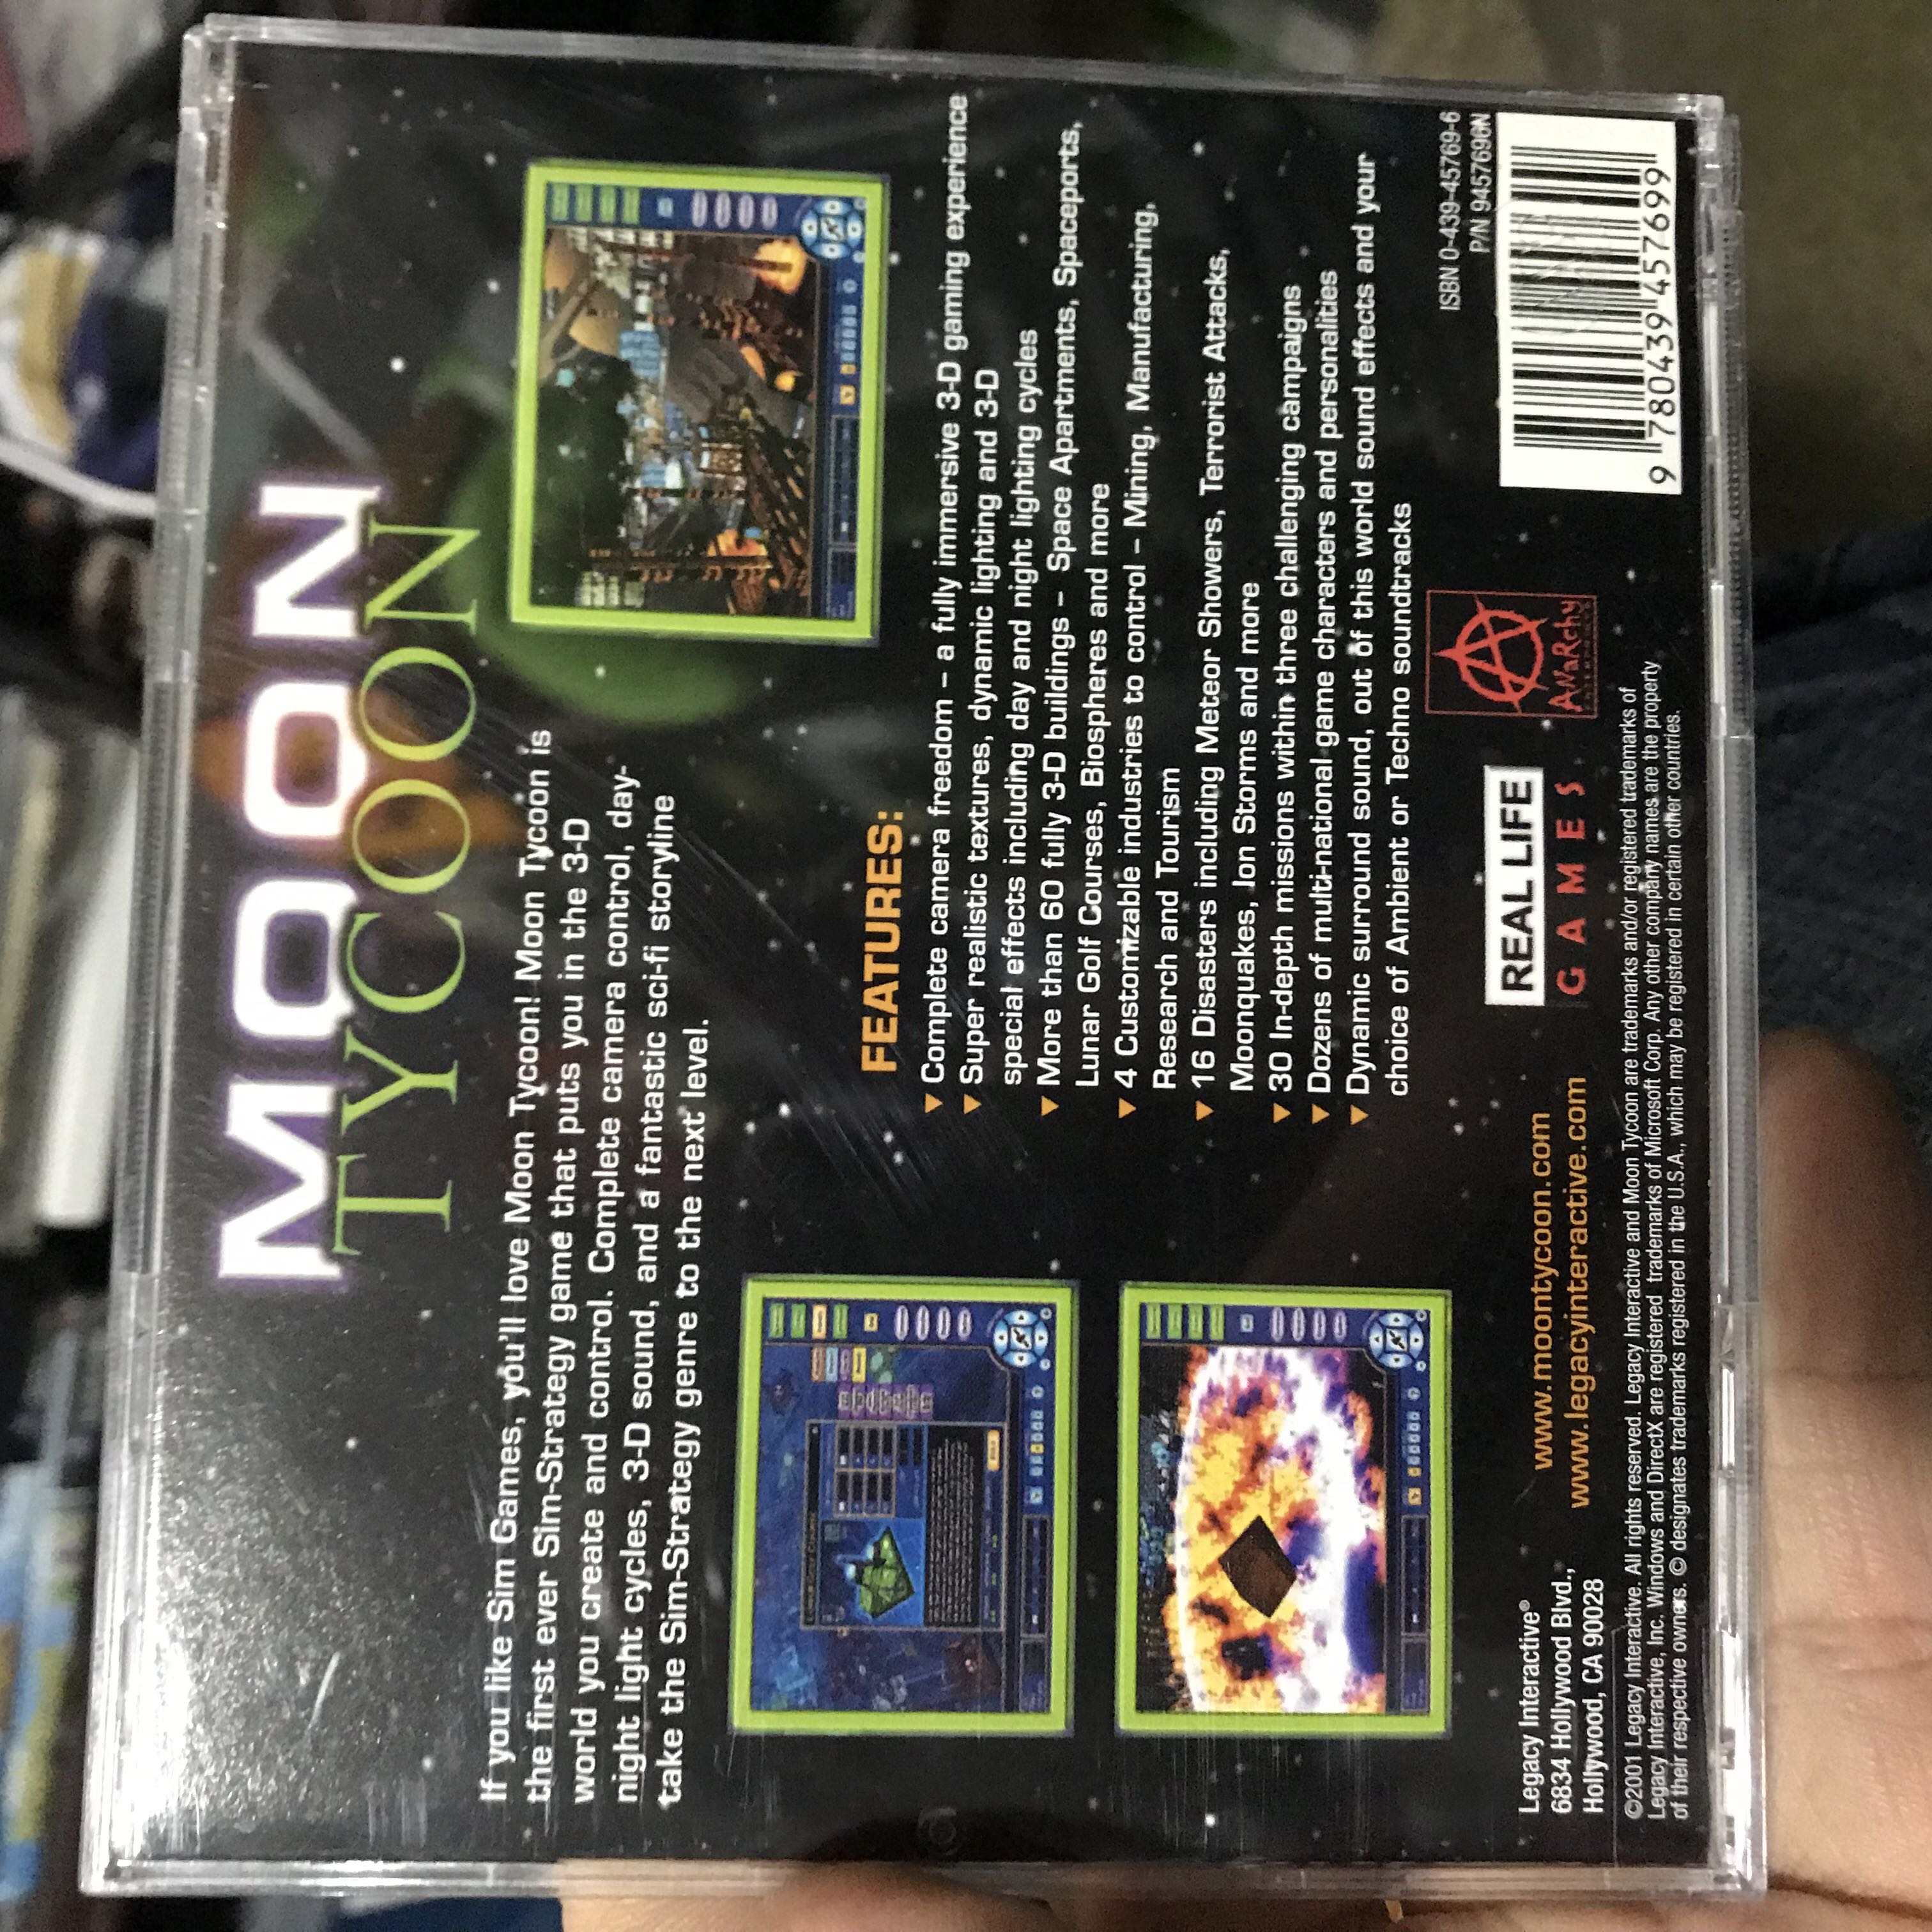 MOON
TYCOON
If you like Sim Games, you'll love Moon Tycoon! Moon Tycoon is
the first ever Sim-Strategy game that puts you in the 3-D
world you create and control. Complete camera control, day-
night light cycles, 3-D sound, and a fantastic sci-fi storyline
take the Sim-Strategy genre to the next level.
FEATURES:
▼ Complete camera freedom – a fully immersive 3-D gaming experience
▼ Super realistic textures, dynamic lighting and 3-D
special effects including day and night lighting cycles
▼ More than 60 fully 3-D buildings – Space Apartments, Spaceports,
Lunar Golf Courses, Biospheres and more
▼ 4 Customizable industries to control – Mining, Manufacturing,
Research and Tourism
▼ 16 Disasters including Meteor Showers, Terrorist Attacks,
Moonquakes, Ion Storms and more
▼ 30 In-depth missions within three challenging campaigns
▼ Dozens of multi-national game characters and personalities
▼ Dynamic surround sound, out of this world sound effects and your
choice of Ambient or Techno soundtracks
Legacy Interactive®
6834 Hollywood Blvd.,
Hollywood, CA 90028
www.moontycoon.com
www.legacyinteractive.com
REAL LIFE
GAMES
ANaRchy
ISBN 0-439-45769-6
P/N 945769ON
9 780439 457699
©2001 Legacy Interactive. All rights reserved. Legacy Interactive and Moon Tycoon are trademarks and/or registered trademarks of
Legacy Interactive, Inc. Windows and DirectX are registered trademarks of Microsoft Corp. Any other company names are the property
of their respective owners. © designates trademarks registered in the U.S.A., which may be registered in certain other countries.